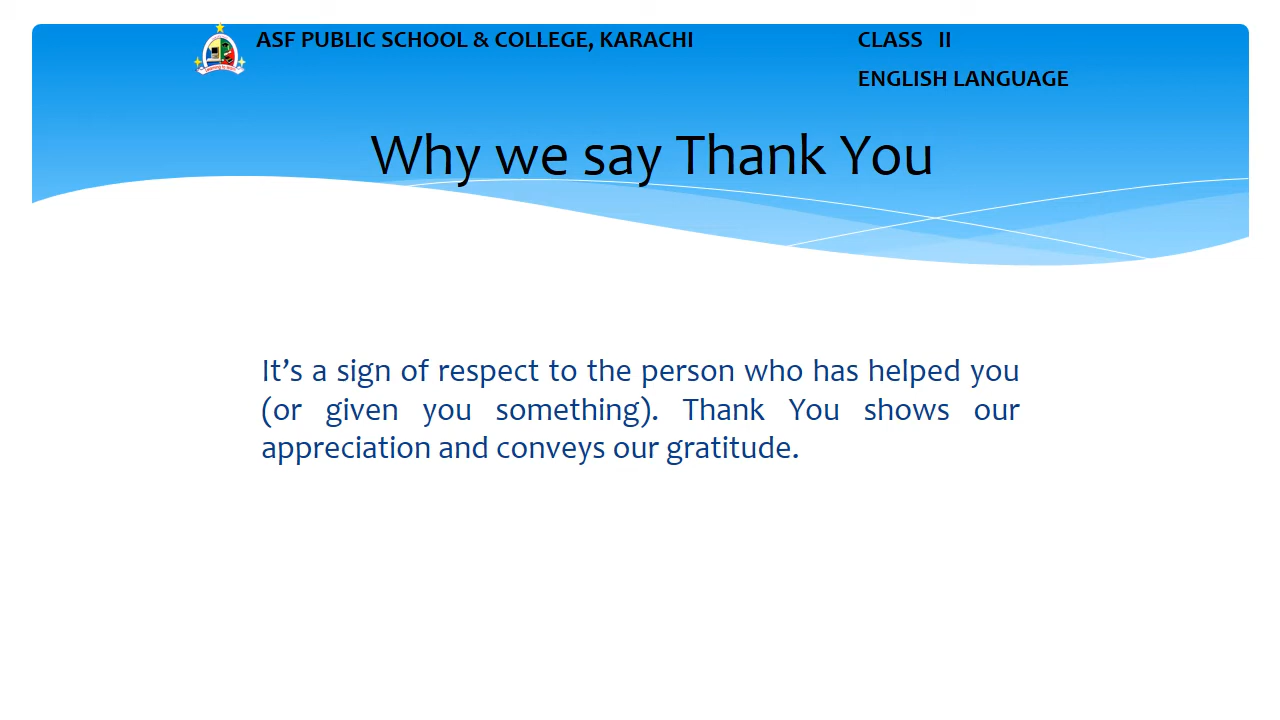 ASF PUBLIC SCHOOL & COLLEGE, KARACHI
CLASS II
ENGLISH LANGUAGE
Why we say Thank You
It’s a sign of respect to the person who has helped you
(or given you something). Thank You shows our
appreciation and conveys our gratitude.